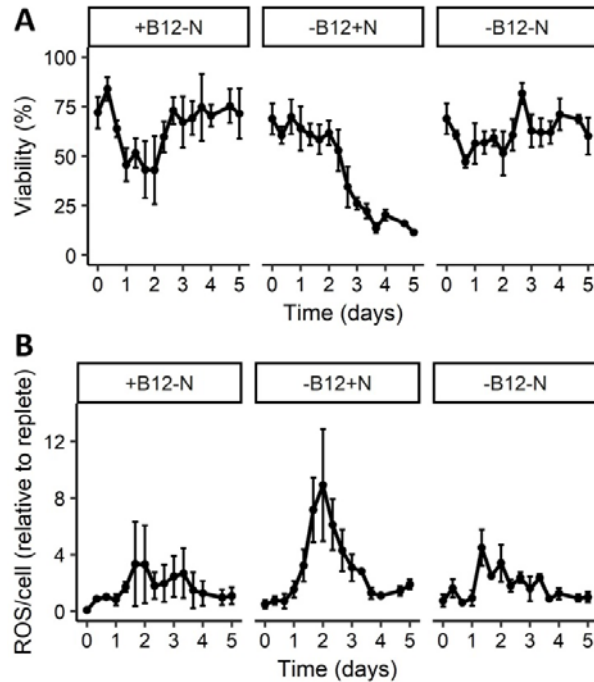 A
+B12-N -B12+N -B12-N
Viability (%)
100
75
50
25
0
0 1 2 3 4 5 0 1 2 3 4 5 0 1 2 3 4 5
Time (days)
B
+B12-N -B12+N -B12-N
ROS/cell (relative to replete)
12
8
4
0
0 1 2 3 4 5 0 1 2 3 4 5 0 1 2 3 4 5
Time (days)